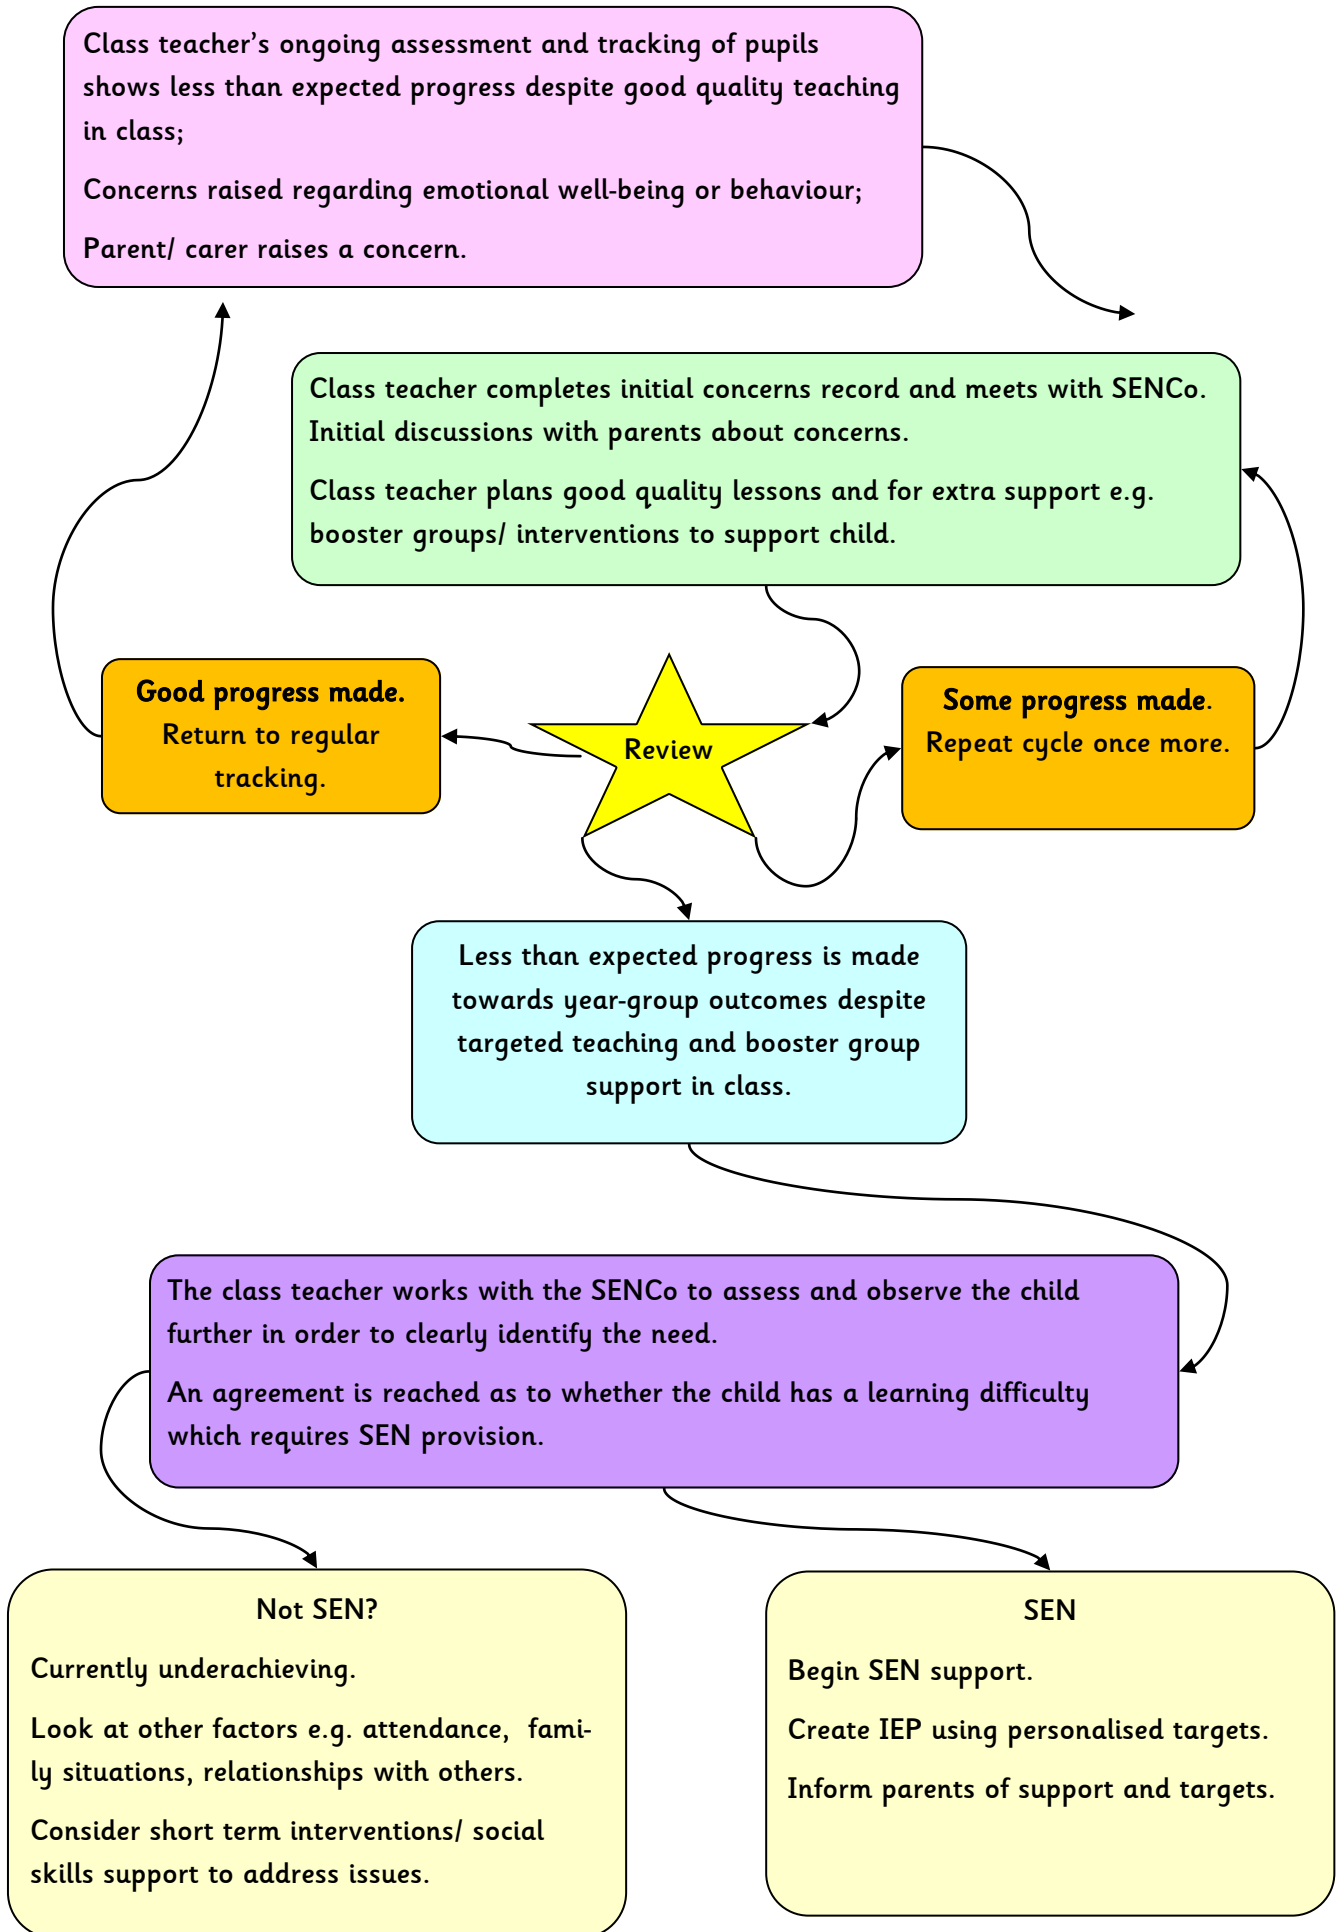 Class teacher’s ongoing assessment and tracking of pupils
shows less than expected progress despite good quality teaching
in class;
Concerns raised regarding emotional well-being or behaviour;
Parent/ carer raises a concern.
Class teacher completes initial concerns record and meets with SENCo.
Initial discussions with parents about concerns.
Class teacher plans good quality lessons and for extra support e.g.
booster groups/ interventions to support child.
Good progress made.
Return to regular
tracking.
Review
Some progress made.
Repeat cycle once more.
Less than expected progress is made
towards year-group outcomes despite
targeted teaching and booster group
support in class.
The class teacher works with the SENCo to assess and observe the child
further in order to clearly identify the need.
An agreement is reached as to whether the child has a learning difficulty
which requires SEN provision.
Not SEN?
Currently underachieving.
Look at other factors e.g. attendance, fami-
ly situations, relationships with others.
Consider short term interventions/ social
skills support to address issues.
SEN
Begin SEN support.
Create IEP using personalised targets.
Inform parents of support and targets.